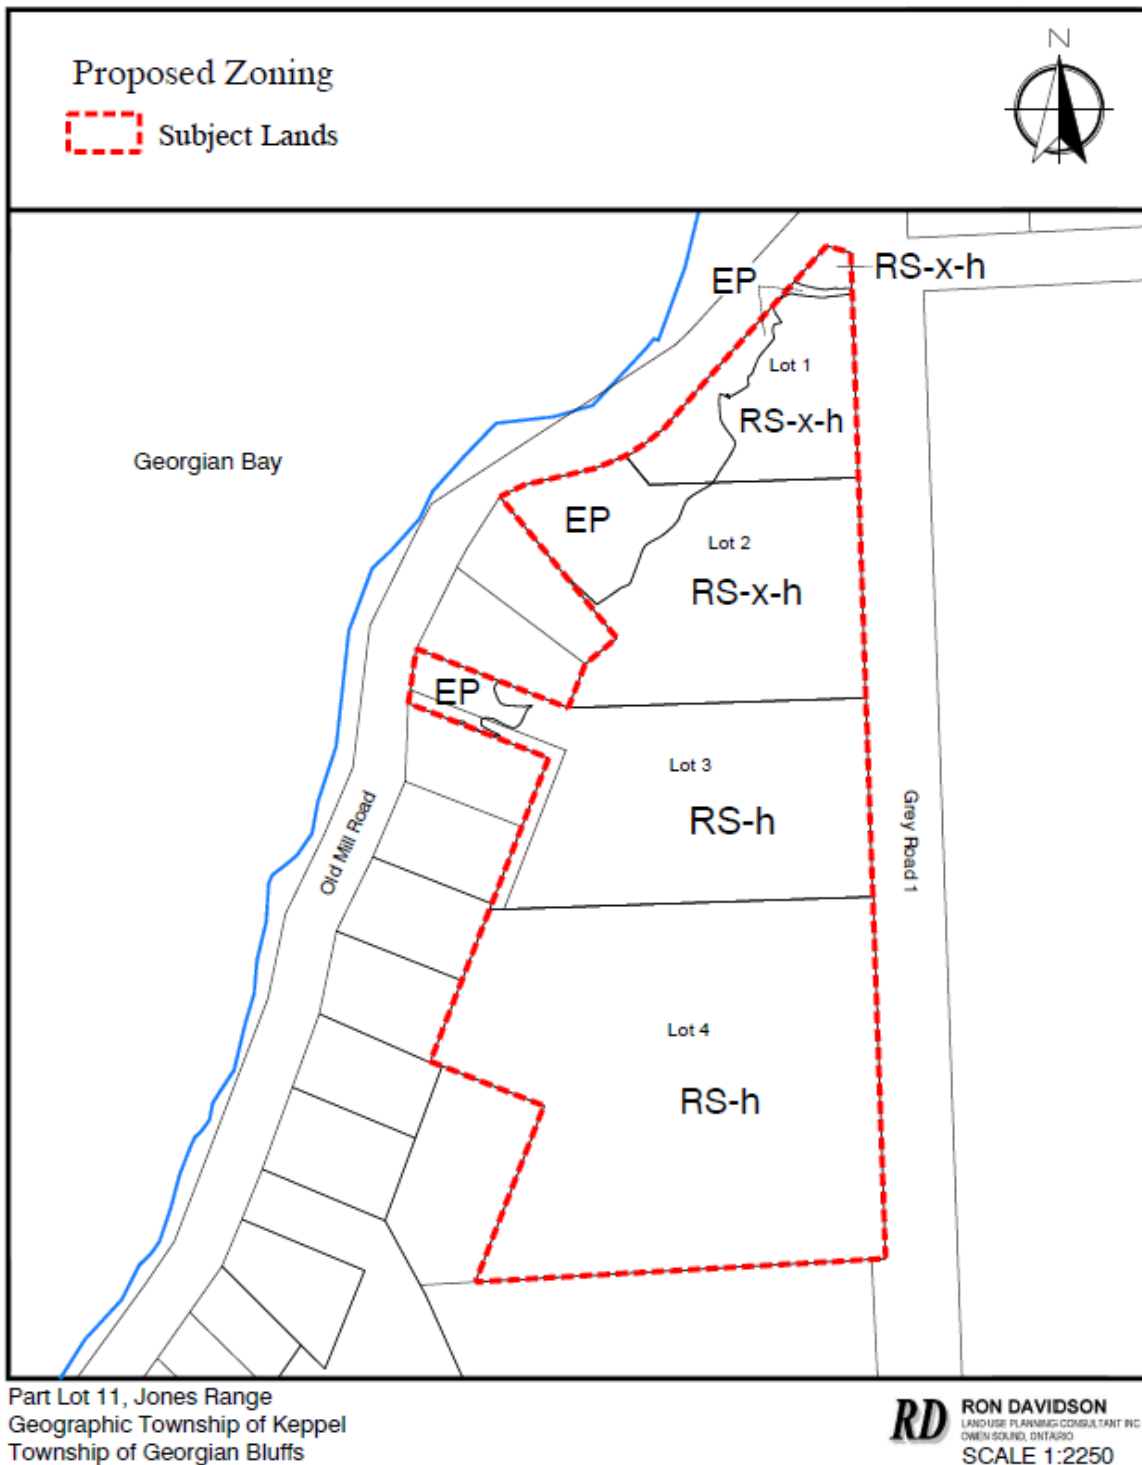 Proposed Zoning
Subject Lands
N
EP
RS-x-h
Lot 1
RS-x-h
Georgian Bay
EP
Lot 2
RS-x-h
EP
Lot 3
RS-h
Old Mill Road
Grey Road 1
Lot 4
RS-h
Part Lot 11, Jones Range
Geographic Township of Keppel
Township of Georgian Bluffs
RD
RON DAVIDSON
LAND USE PLANNING CONSULTANT INC
OWEN SOUND, ONTARIO
SCALE 1:2250